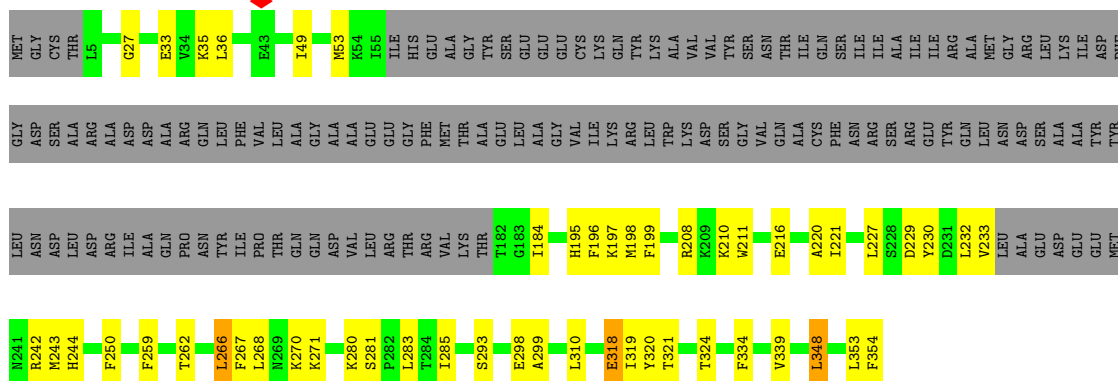 MET GLY CYS THR L5 G27 E33 V34 K35 L36 E43 I49 M53 K54 I55 ILE HIS GLU ALA GLY TYR SER GLU GLU GLU CYS LYS GLN TYR LYS ALA VAL VAL TYR SER ASN THR ILE GLN SER ILE ILE ALA ILE ILE ARG ALA MET GLY ARG LEU LYS ILE ASP
GLY ASP SER ALA ARG ALA ASP ASP ALA ARG GLN LEU PHE VAL LEU ALA GLY ALA ALA GLU GLU GLY PHE MET THR ALA GLU LEU ALA GLY VAL ILE LYS ARG LEU TRP LYS ASP SER GLY VAL GLN ALA CYS PHE ASN ARG SER ARG GLU TYR GLN LEU ASN ASP SER ALA ALA TYR TYR
LEU ASN ASP LEU ASP ARG ILE ALA GLN PRO ASN TYR ILE PRO THR GLN GLN ASP VAL LEU ARG THR ARG VAL LYS THR T182 G183 I184 H195 F196 K197 M198 F199 R208 K209 K210 W211 E216 A220 I221 L227 S228 D229 Y230 D231 L232 V233 LEU ALA GLU ASP GLU GLU MET
N241 R242 M243 H244 F250 F259 T262 L266 F267 L268 N269 K270 K271 K280 S281 P282 L283 T284 I285 S293 E298 A299 L310 E318 I319 Y320 T321 T324 F334 V339 L348 L353 F354